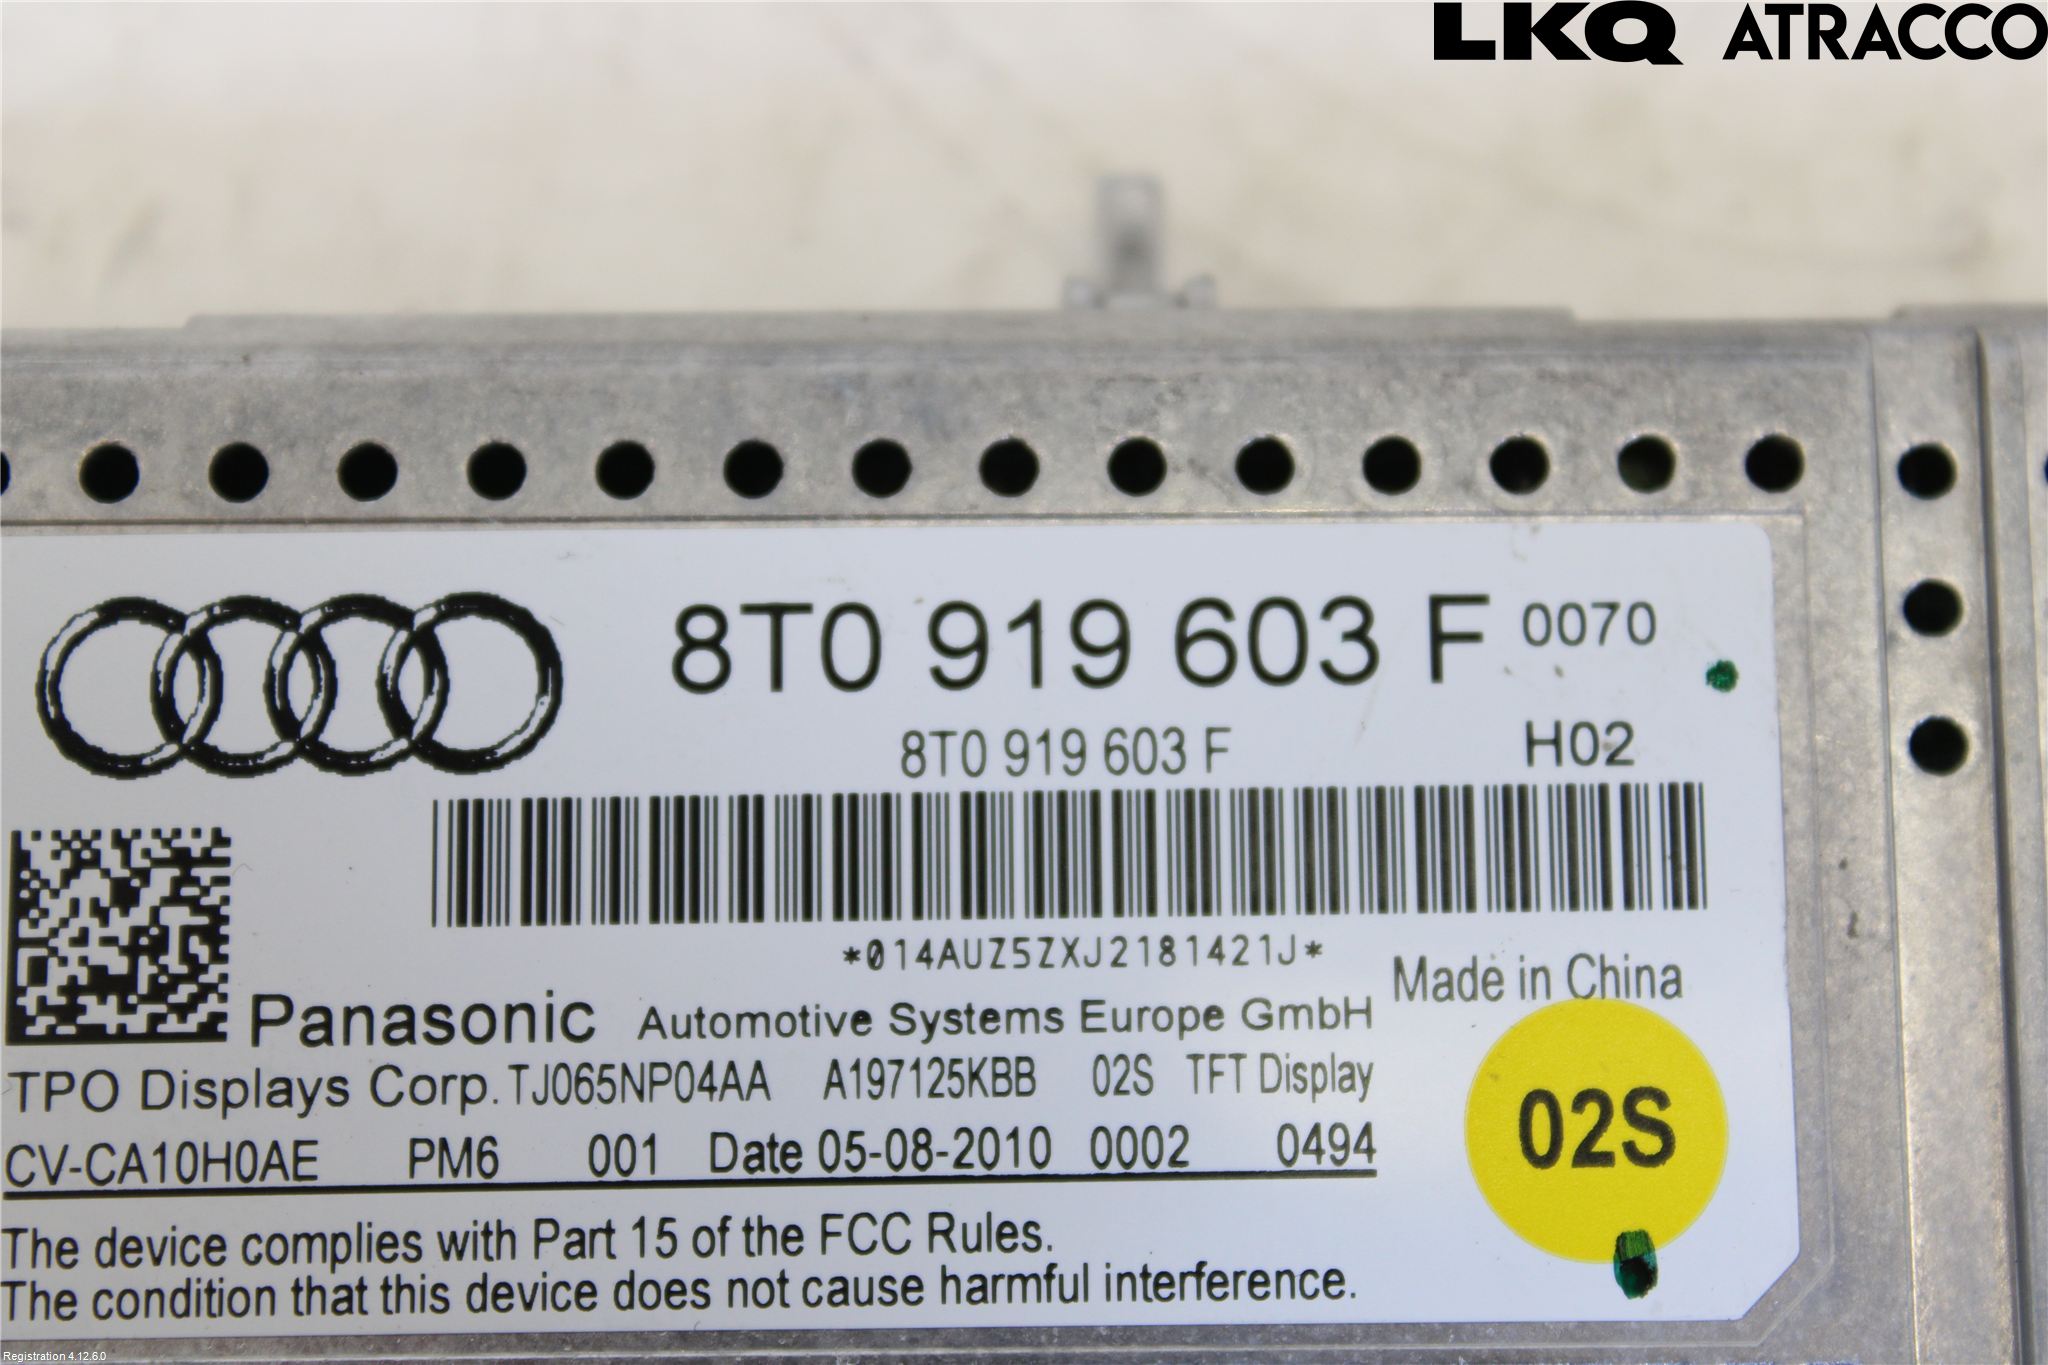 LKQ ATRACCO
8T0 919 603 F 0070
8T0 919 603 F H02
*014AUZ5ZXJ2181421J*
Made in China
Panasonic Automotive Systems Europe GmbH
TPO Displays Corp. TJ065NP04AA A197125KBB 02S TFT Display
02S
CV-CA10H0AE PM6 001 Date 05-08-2010 0002 0494
The device complies with Part 15 of the FCC Rules.
The condition that this device does not cause harmful interference.
Registration 4.12.6.0